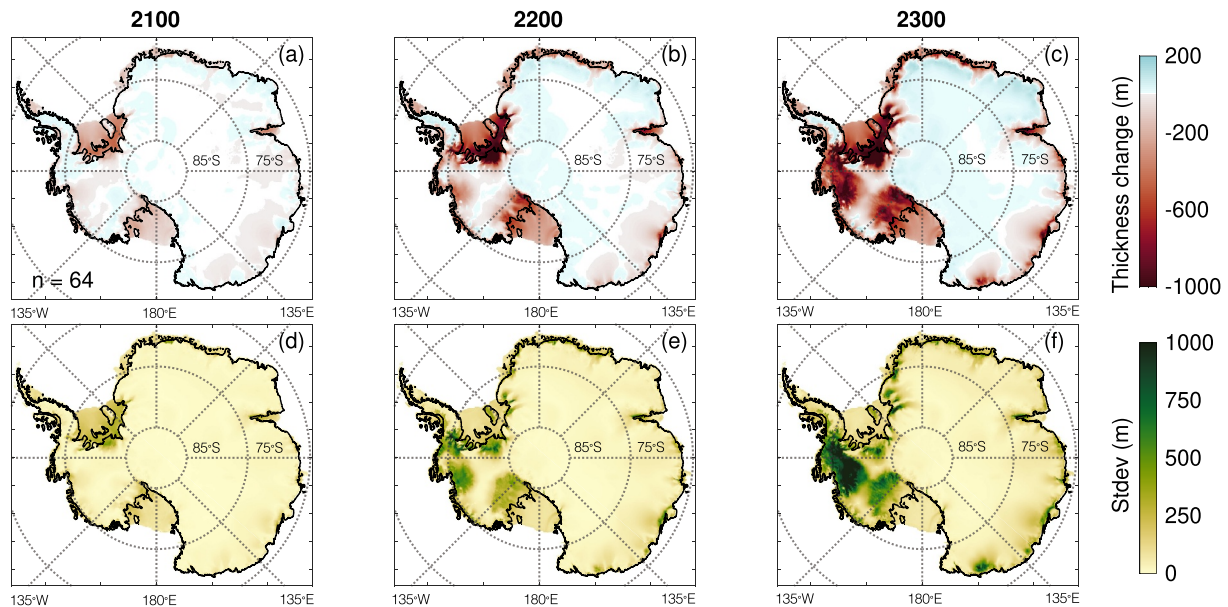 2100 2200 2300
(a) (b) (c)
85°S 75°S 85°S 75°S 85°S 75°S
n = 64
135°W 180°E 135°E 135°W 180°E 135°E 135°W 180°E 135°E
200
-200
-600
-1000
Thickness change (m)
(d) (e) (f)
85°S 75°S 85°S 75°S 85°S 75°S
135°W 180°E 135°E 135°W 180°E 135°E 135°W 180°E 135°E
1000
750
500
250
0
Stdev (m)